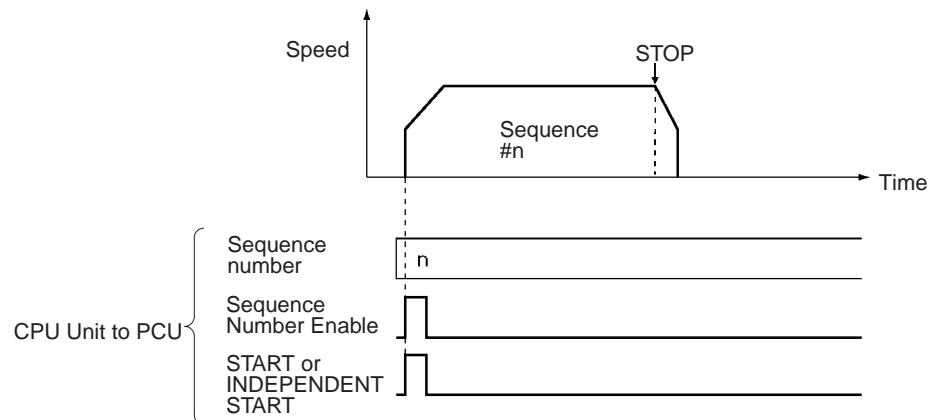 Speed
STOP
Sequence
#n
Time
Sequence
number
n
Sequence
Number Enable
CPU Unit to PCU
START or
INDEPENDENT
START